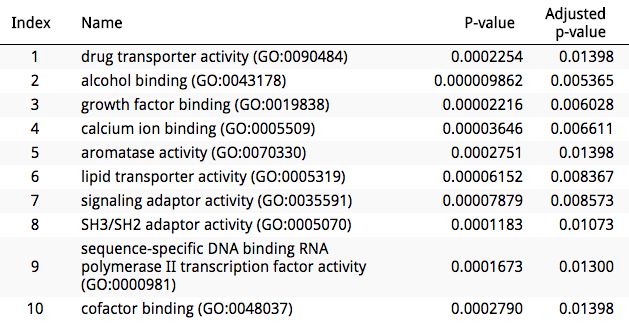 Index Name P-value Adjusted p-value
1 drug transporter activity (GO:0090484) 0.0002254 0.01398
2 alcohol binding (GO:0043178) 0.000009862 0.005365
3 growth factor binding (GO:0019838) 0.00002216 0.006028
4 calcium ion binding (GO:0005509) 0.00003646 0.006611
5 aromatase activity (GO:0070330) 0.0002751 0.01398
6 lipid transporter activity (GO:0005319) 0.00006152 0.008367
7 signaling adaptor activity (GO:0035591) 0.00007879 0.008573
8 SH3/SH2 adaptor activity (GO:0005070) 0.0001183 0.01073
sequence-specific DNA binding RNA
9 polymerase II transcription factor activity 0.0001673 0.01300
(GO:0000981)
10 cofactor binding (GO:0048037) 0.0002790 0.01398